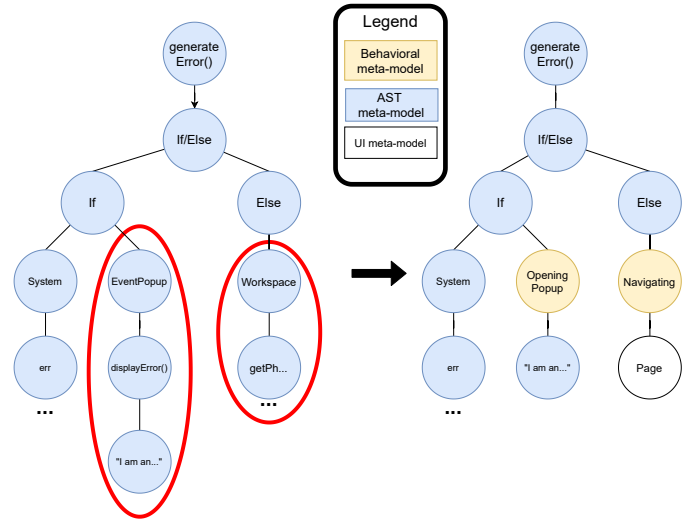 generate
Error()
If/Else
If
Else
System
EventPopup
Workspace
err
displayError()
getPh...
...
...
"I am an..."
Legend
Behavioral
meta-model
AST
meta-model
UI meta-model
generate
Error()
If/Else
If
Else
System
Opening
Popup
Navigating
err
"I am an..."
Page
...